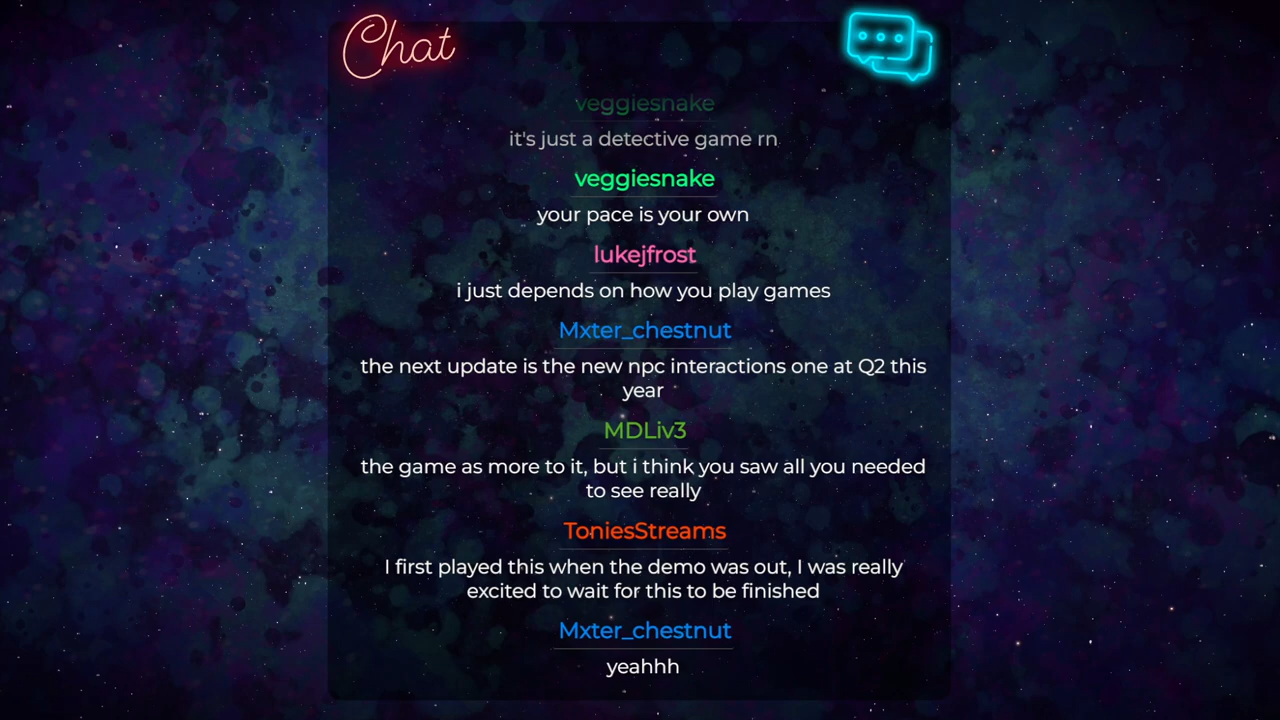 Chat
veggiesnake
it's just a detective game rn
veggiesnake
your pace is your own
lukejfrost
i just depends on how you play games
Mxter_chestnut
the next update is the new npc interactions one at Q2 this
year
MDLiv3
the game as more to it, but i think you saw all you needed
to see really
ToniesStreams
I first played this when the demo was out, I was really
excited to wait for this to be finished
Mxter_chestnut
yeahhh